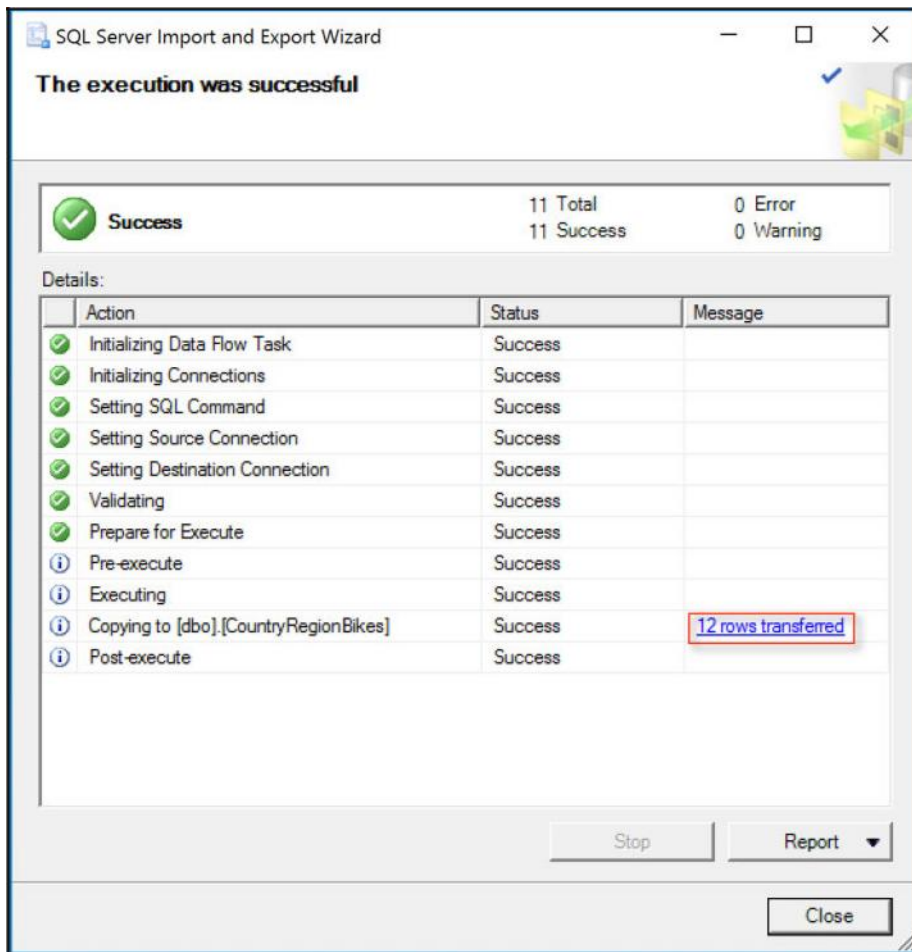 SQL Server Import and Export Wizard
The execution was successful
Success
11 Total
0 Error
11 Success
0 Warning
Details:
Action Status Message
Initializing Data Flow Task Success
Initializing Connections Success
Setting SQL Command Success
Setting Source Connection Success
Setting Destination Connection Success
Validating Success
Prepare for Execute Success
Pre-execute Success
Executing Success
Copying to [dbo].[CountryRegionBikes] Success 12 rows transferred
Post-execute Success
Stop Report
Close